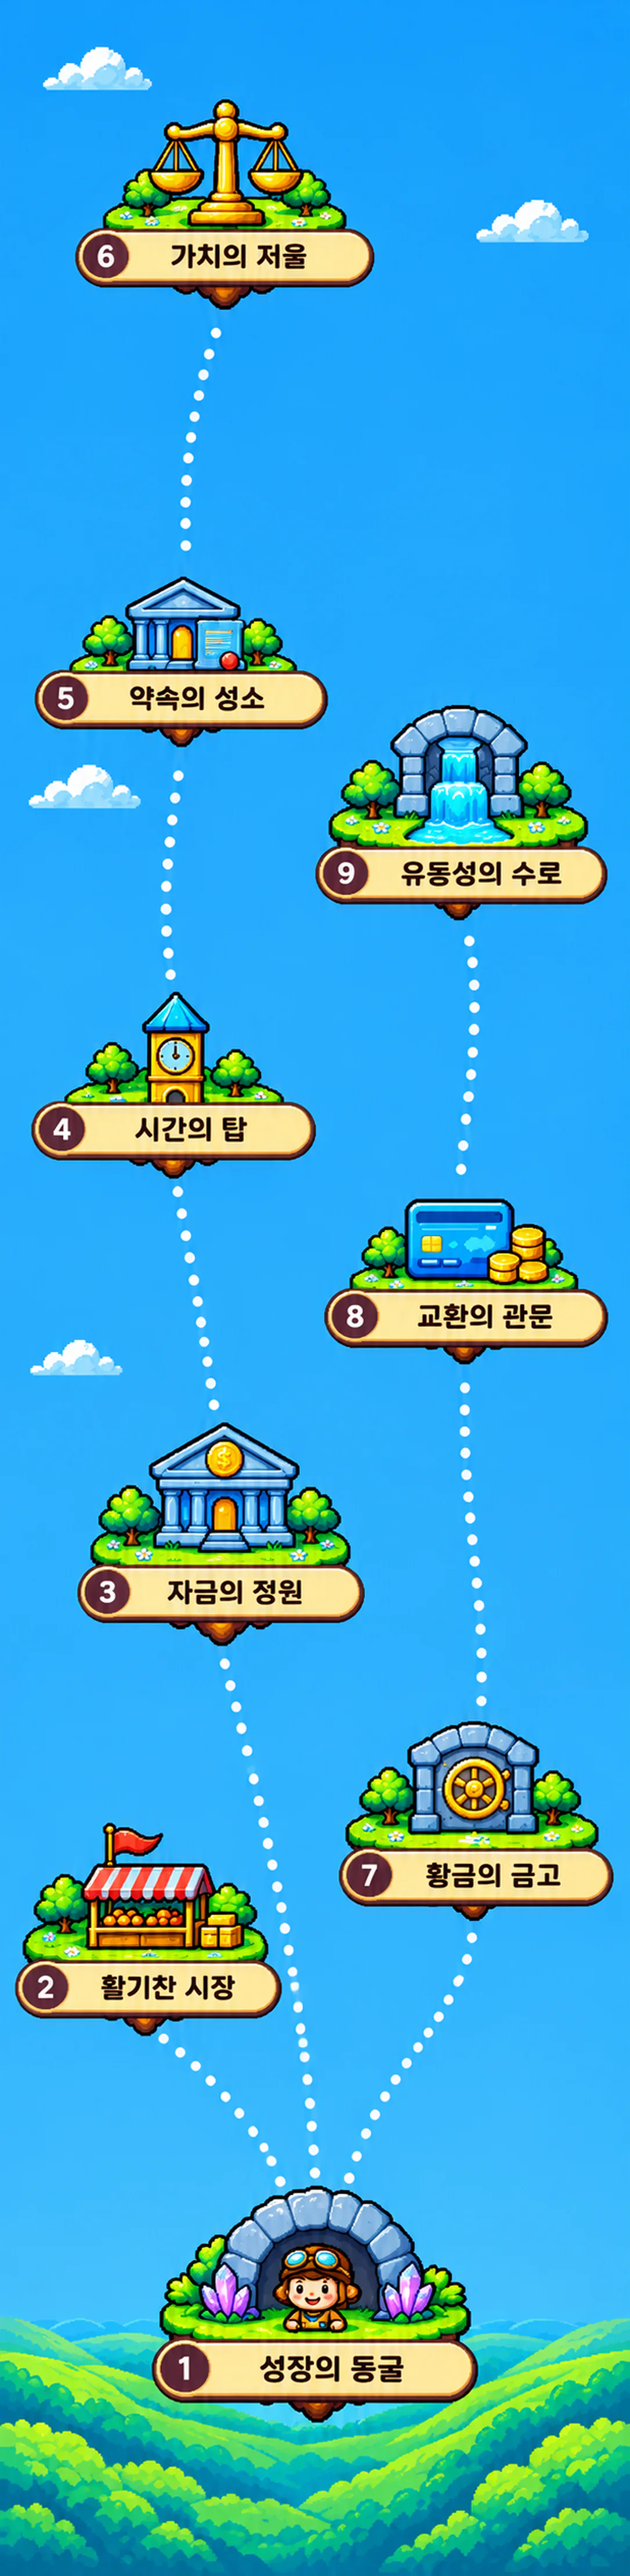 6 가치의 저울
5 약속의 성소
9 유동성의 수로
4 시간의 탑
8 교환의 관문
$
3 자금의 정원
7 황금의 금고
2 활기찬 시장
1 성장의 동굴